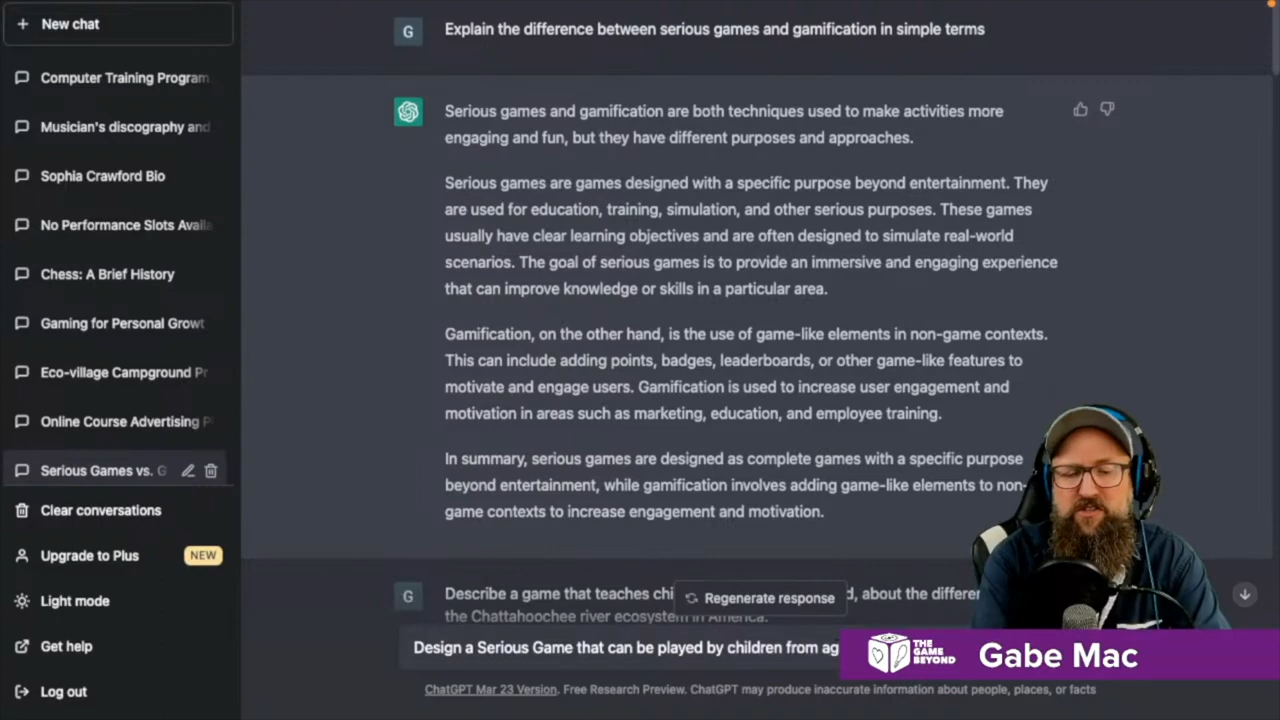 New chat
Computer Training Program
Musician's discography and
Sophia Crawford Bio
No Performance Slots Availa
Chess: A Brief History
Gaming for Personal Growt
Eco-village Campground Pr
Online Course Advertising P
Serious Games vs. G
Clear conversations
Upgrade to Plus NEW
Light mode
Get help
Log out
G Explain the difference between serious games and gamification in simple terms
Serious games and gamification are both techniques used to make activities more
engaging and fun, but they have different purposes and approaches.
Serious games are games designed with a specific purpose beyond entertainment. They
are used for education, training, simulation, and other serious purposes. These games
usually have clear learning objectives and are often designed to simulate real-world
scenarios. The goal of serious games is to provide an immersive and engaging experience
that can improve knowledge or skills in a particular area.
Gamification, on the other hand, is the use of game-like elements in non-game contexts.
This can include adding points, badges, leaderboards, or other game-like features to
motivate and engage users. Gamification is used to increase user engagement and
motivation in areas such as marketing, education, and employee training.
In summary, serious games are designed as complete games with a specific purpose
beyond entertainment, while gamification involves adding game-like elements to non-
game contexts to increase engagement and motivation.
G Describe a game that teaches chi Regenerate response d, about the differen
the Chattahoochee river ecosystem in America.
Design a Serious Game that can be played by children from ag
ChatGPT Mar 23 Version. Free Research Preview. ChatGPT may produce inaccurate information about people, places, or facts
THE GAME BEYOND
Gabe Mac